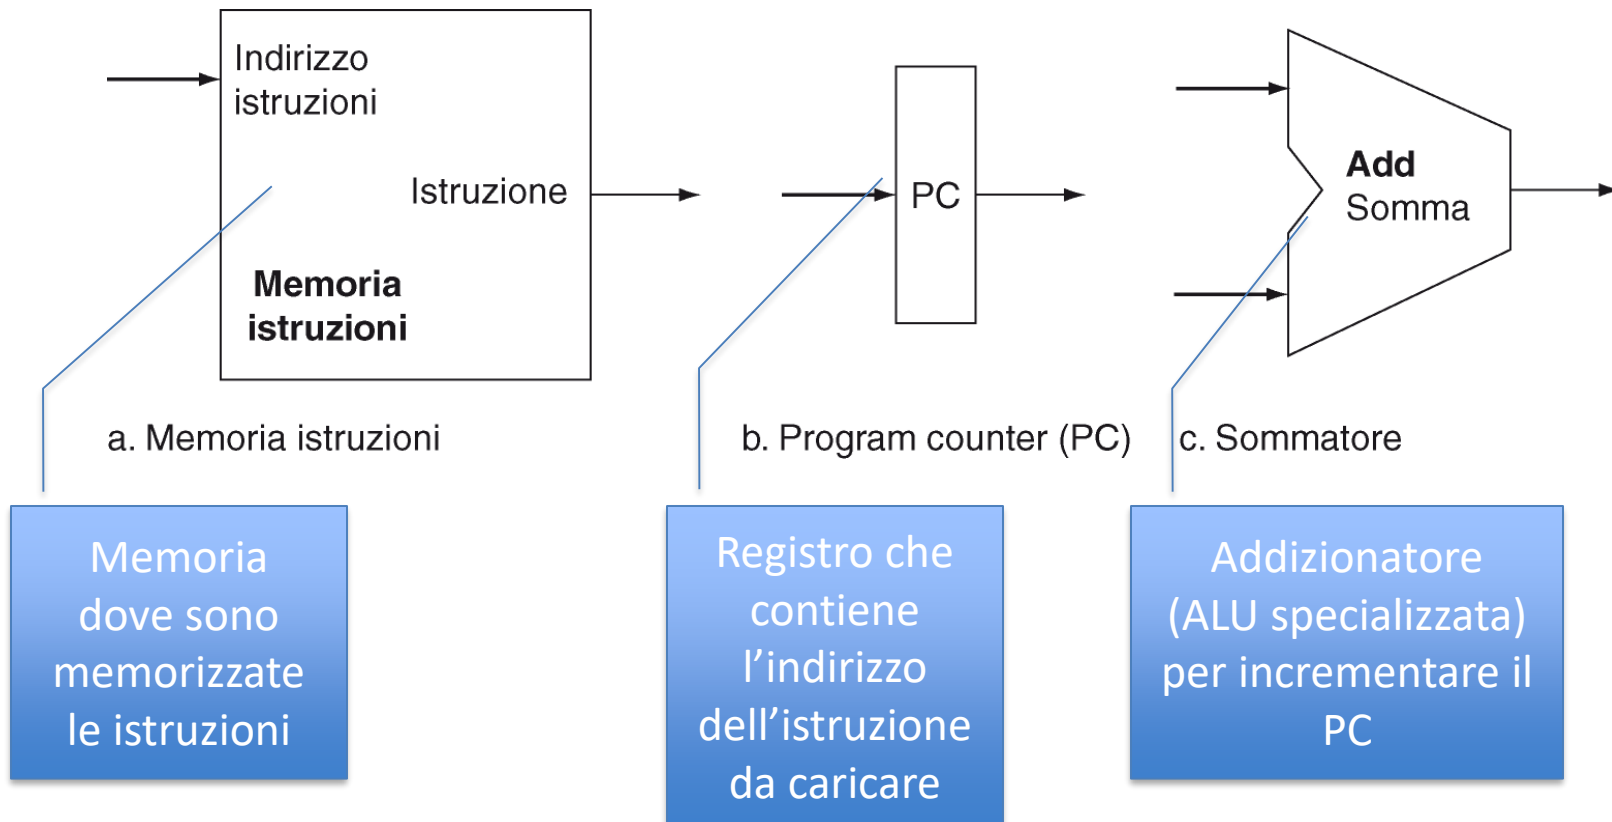 Indirizzo
istruzioni
Istruzione
Memoria
istruzioni
PC
Add
Somma
a. Memoria istruzioni
b. Program counter (PC)
c. Sommatore
Memoria
dove sono
memorizzate
le istruzioni
Registro che
contiene
l’indirizzo
dell’istruzione
da caricare
Addizionatore
(ALU specializzata)
per incrementare il
PC